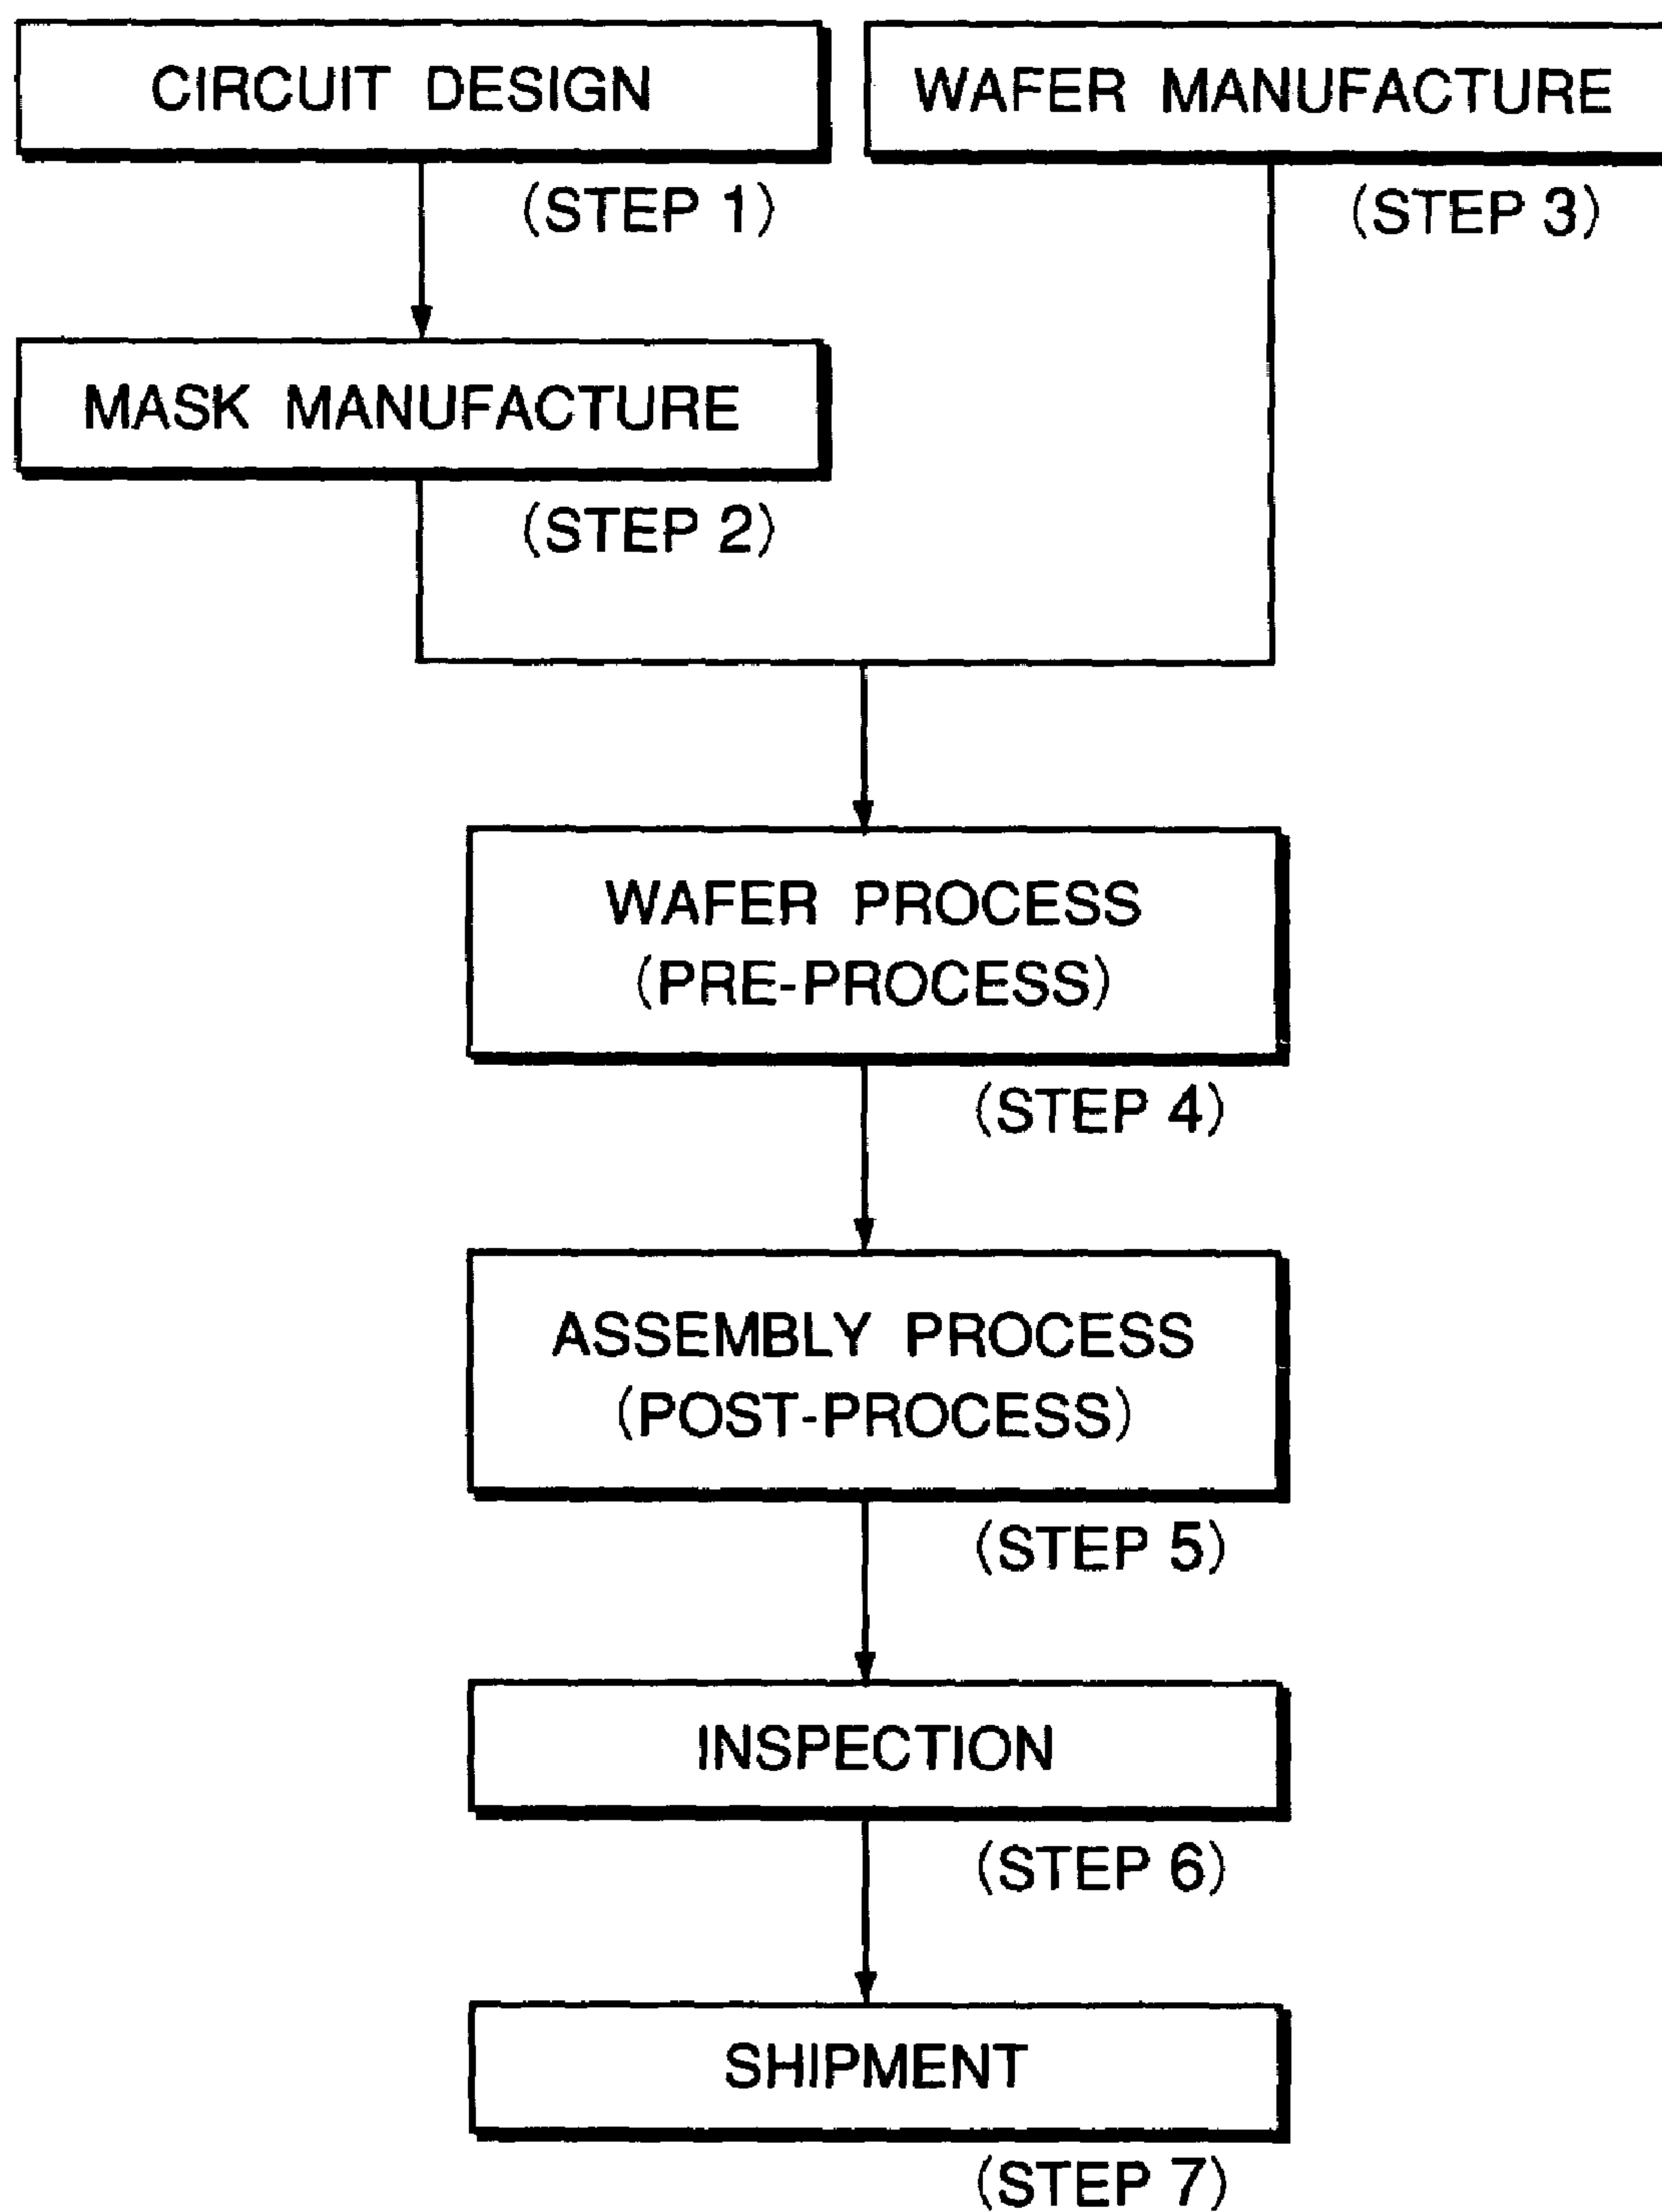 CIRCUIT DESIGN
(STEP 1)
WAFER MANUFACTURE
(STEP 3)
MASK MANUFACTURE
(STEP 2)
WAFER PROCESS
(PRE-PROCESS)
(STEP 4)
ASSEMBLY PROCESS
(POST-PROCESS)
(STEP 5)
INSPECTION
(STEP 6)
SHIPMENT
(STEP 7)